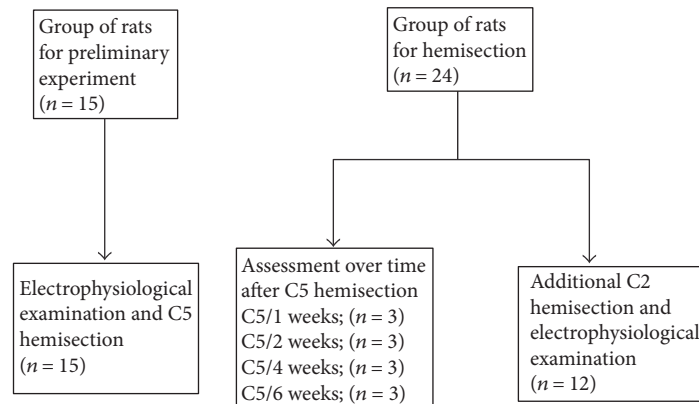 Group of rats
for preliminary
experiment
(n = 15)
Group of rats
for hemisection
(n = 24)
Electrophysiological
examination and C5
hemisection
(n = 15)
Assessment over time
after C5 hemisection
C5/1 weeks; (n = 3)
C5/2 weeks; (n = 3)
C5/4 weeks; (n = 3)
C5/6 weeks; (n = 3)
Additional C2
hemisection and
electrophysiological
examination
(n = 12)